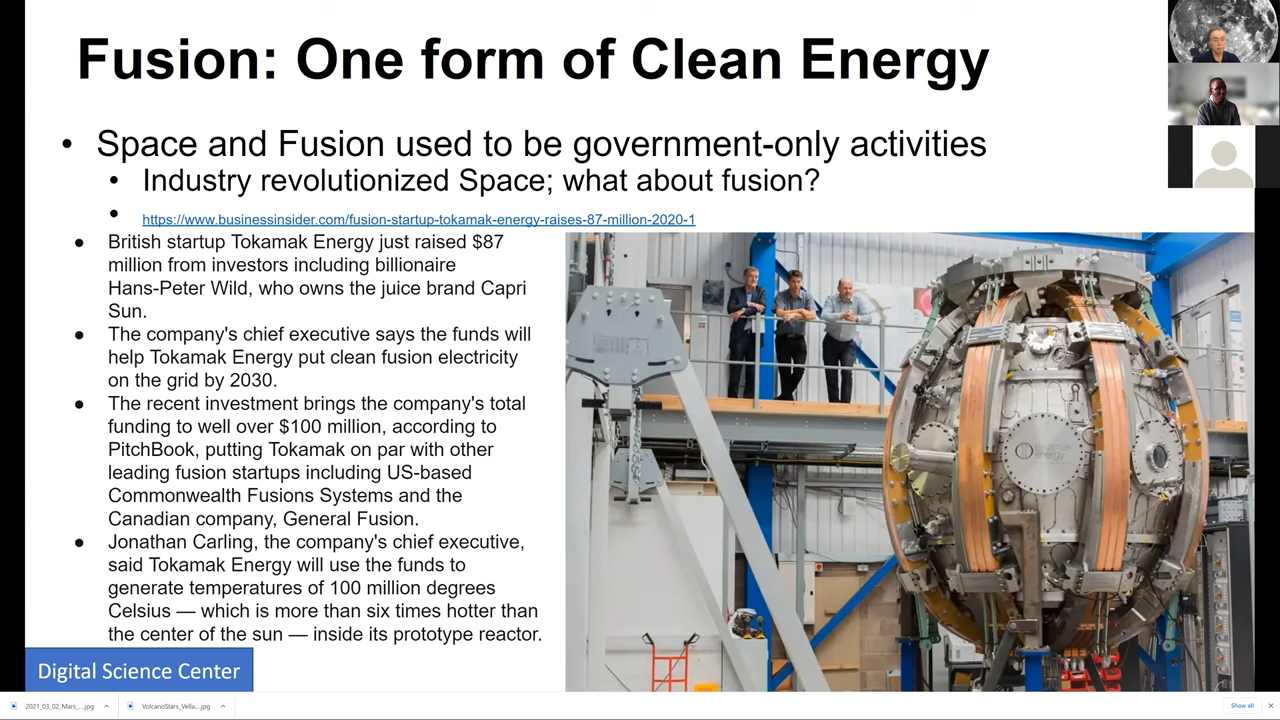 Fusion: One form of Clean Energy
• Space and Fusion used to be government-only activities
• Industry revolutionized Space; what about fusion?
• https://www.businessinsider.com/fusion-startup-tokamak-energy-raises-87-million-2020-1
● British startup Tokamak Energy just raised $87
million from investors including billionaire
Hans-Peter Wild, who owns the juice brand Capri
Sun.
● The company's chief executive says the funds will
help Tokamak Energy put clean fusion electricity
on the grid by 2030.
● The recent investment brings the company's total
funding to well over $100 million, according to
PitchBook, putting Tokamak on par with other
leading fusion startups including US-based
Commonwealth Fusions Systems and the
Canadian company, General Fusion.
● Jonathan Carling, the company's chief executive,
said Tokamak Energy will use the funds to
generate temperatures of 100 million degrees
Celsius — which is more than six times hotter than
the center of the sun — inside its prototype reactor.
tokamak
energy
Digital Science Center
2021_03_02_Mars_....jpg
VolcanoStars_Vella....jpg
Show all